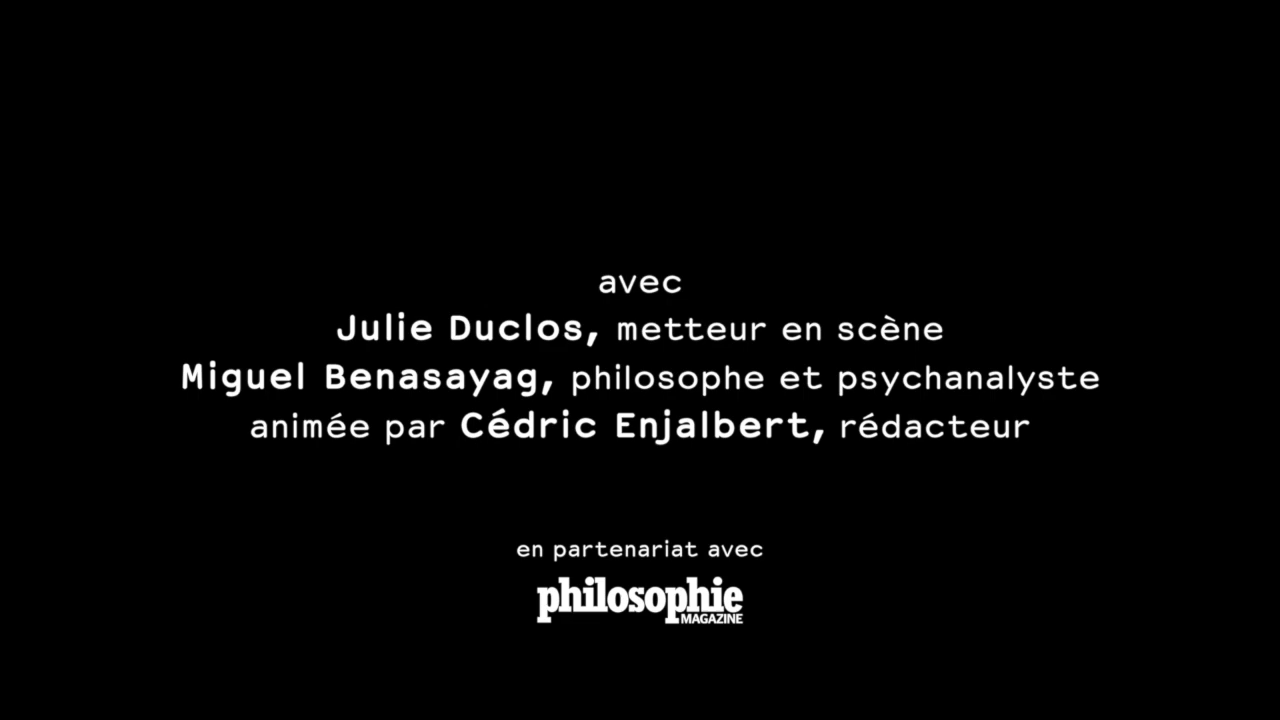 avec
Julie Duclos, metteur en scène
Miguel Benasayag, philosophe et psychanalyste
animée par Cédric Enjalbert, rédacteur
en partenariat avec
philosophie
MAGAZINE